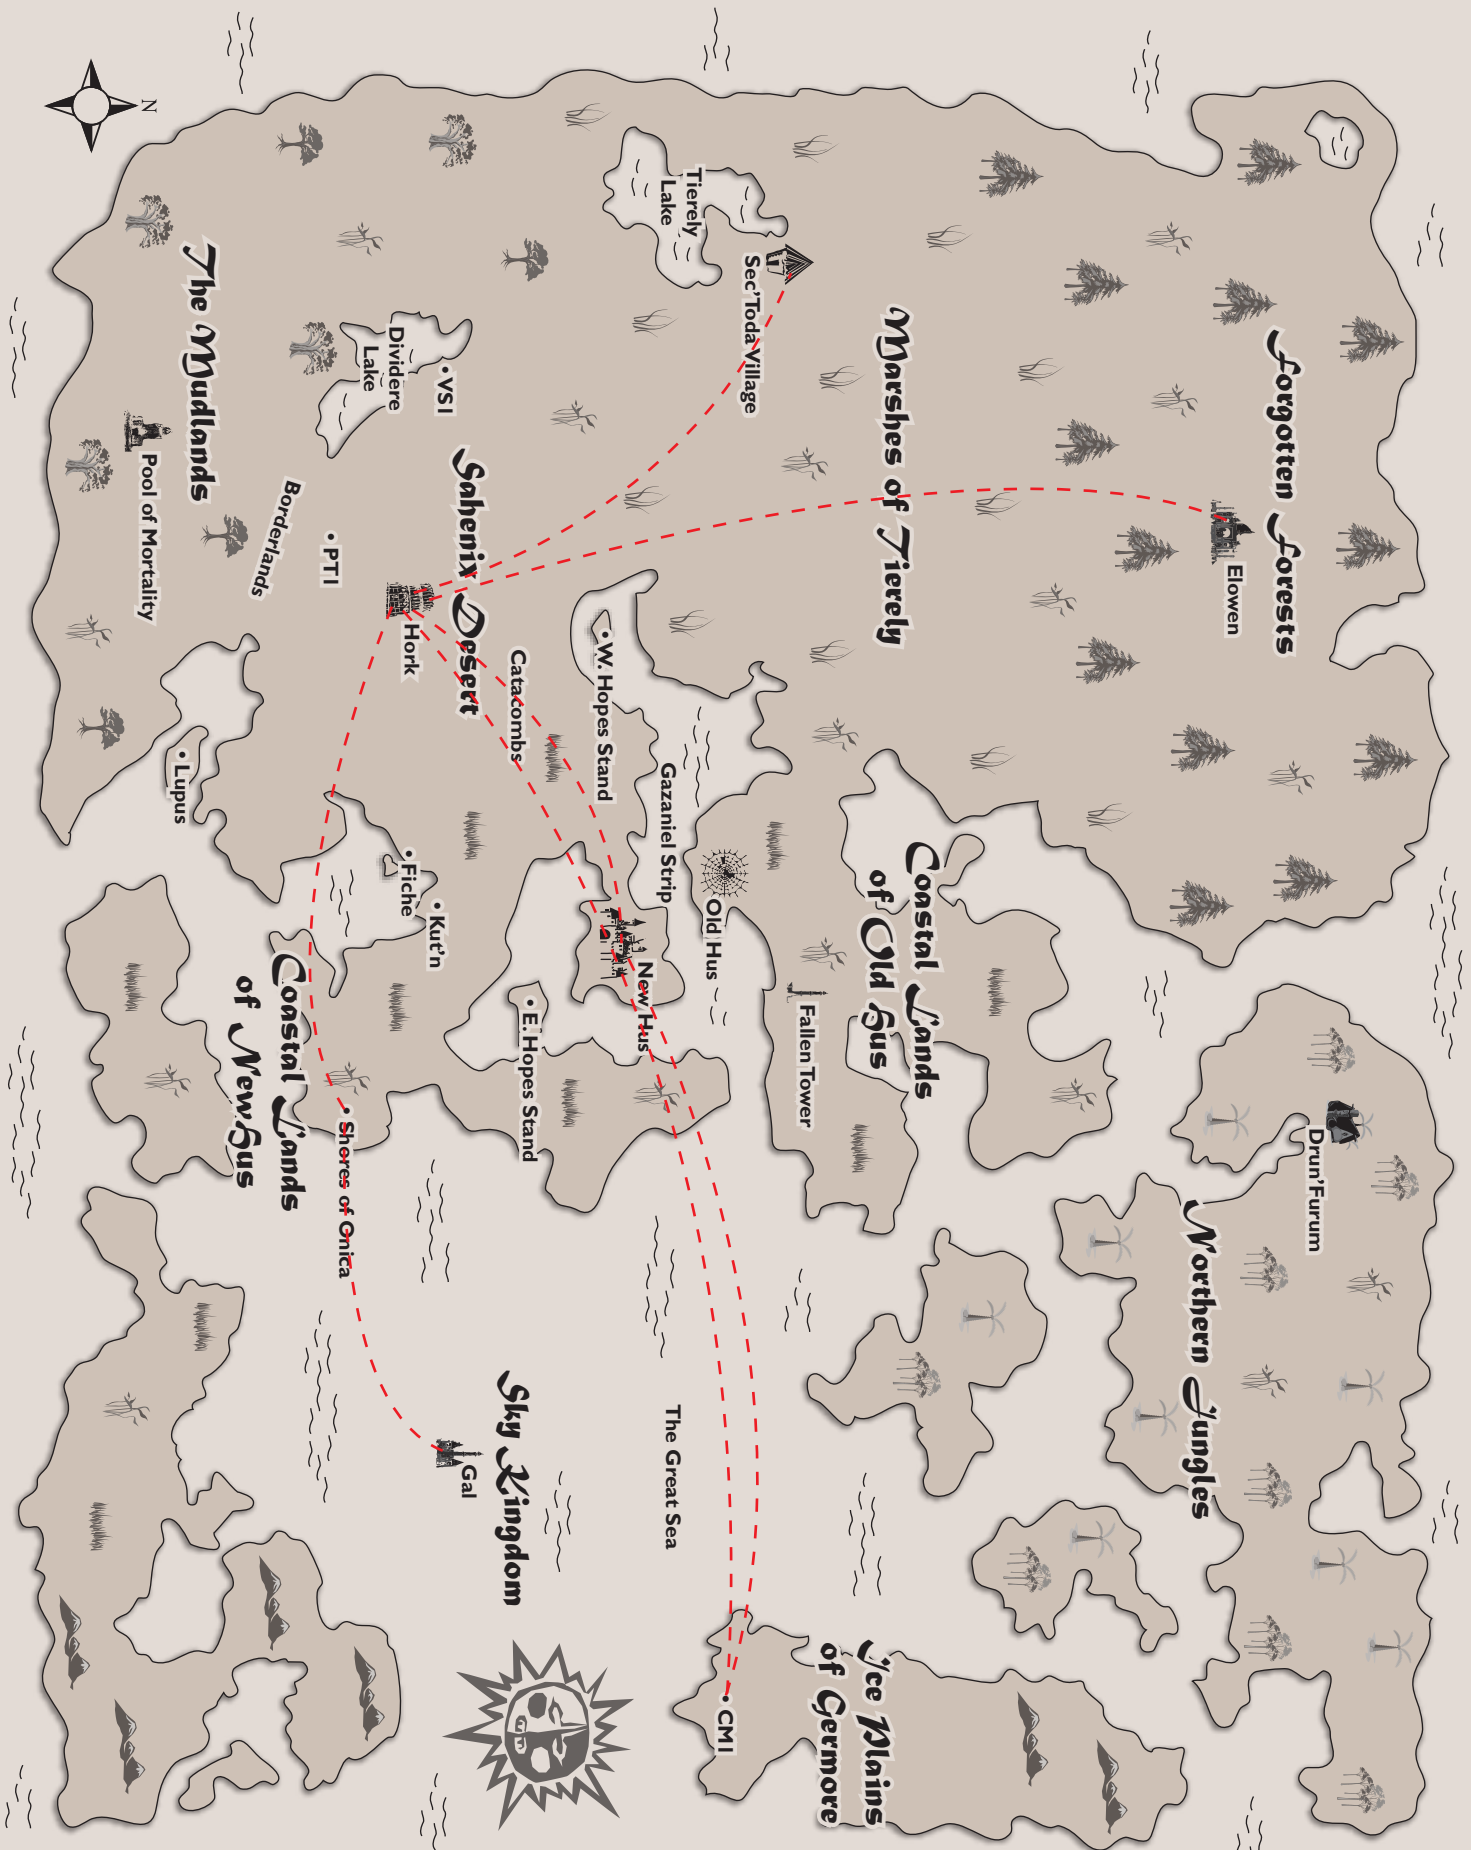 N
Forgotten Forests
Elowen
Drun'Furum
Northern Jungles
Marshes of Tierely
Coastal Lands
of Old Hus
Fallen Tower
Ice Plains
of Germore
Tierely
Lake
Sec'Toda Village
Old Hus
Gazaniel Strip
New Hus
W. Hopes Stand
The Great Sea
CMI
Catacombs
E. Hopes Stand
Sky Kingdom
Gal
Sahenix Desert
VSI
Dividere
Lake
Hork
Kut'n
Fiche
PTI
Shores of Onica
Borderlands
Coastal Lands
of New Hus
The Mudlands
Lupus
Pool of Mortality